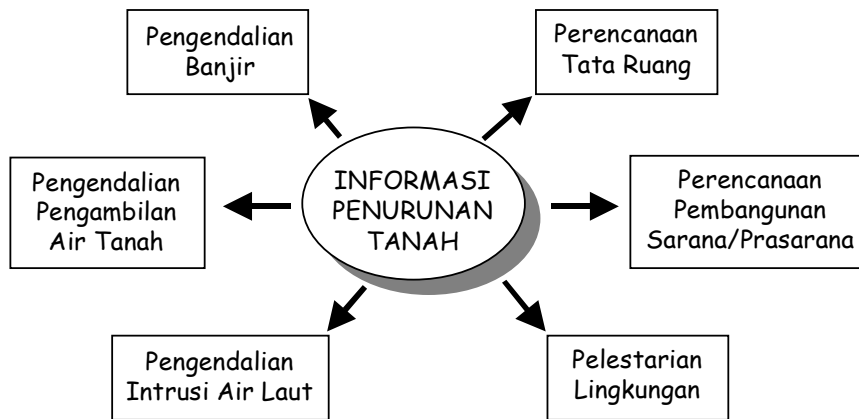 Pengendalian
Banjir
Perencanaan
Tata Ruang
Pengendalian
Pengambilan
Air Tanah
INFORMASI
PENURUNAN
TANAH
Perencanaan
Pembangunan
Sarana/Prasarana
Pengendalian
Intrusi Air Laut
Pelestarian
Lingkungan